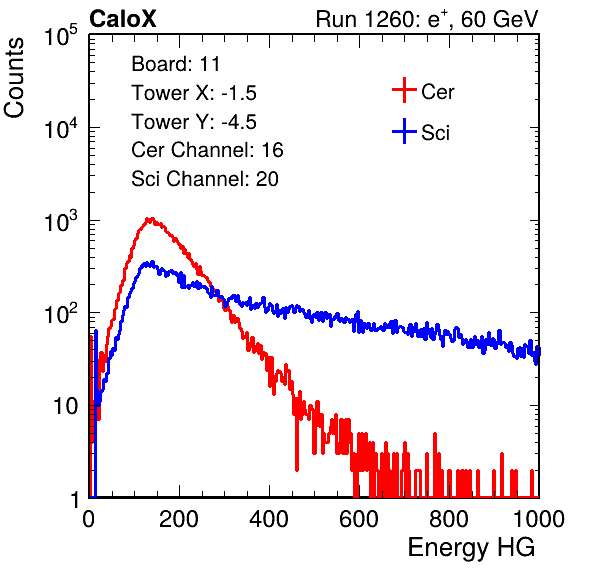 CaloX Run 1260: e⁺, 60 GeV
Counts
Board: 11
Tower X: -1.5
Tower Y: -4.5
Cer Channel: 16
Sci Channel: 20
Cer
Sci
10⁵
10⁴
10³
10²
10
1
0 200 400 600 800 1000
Energy HG